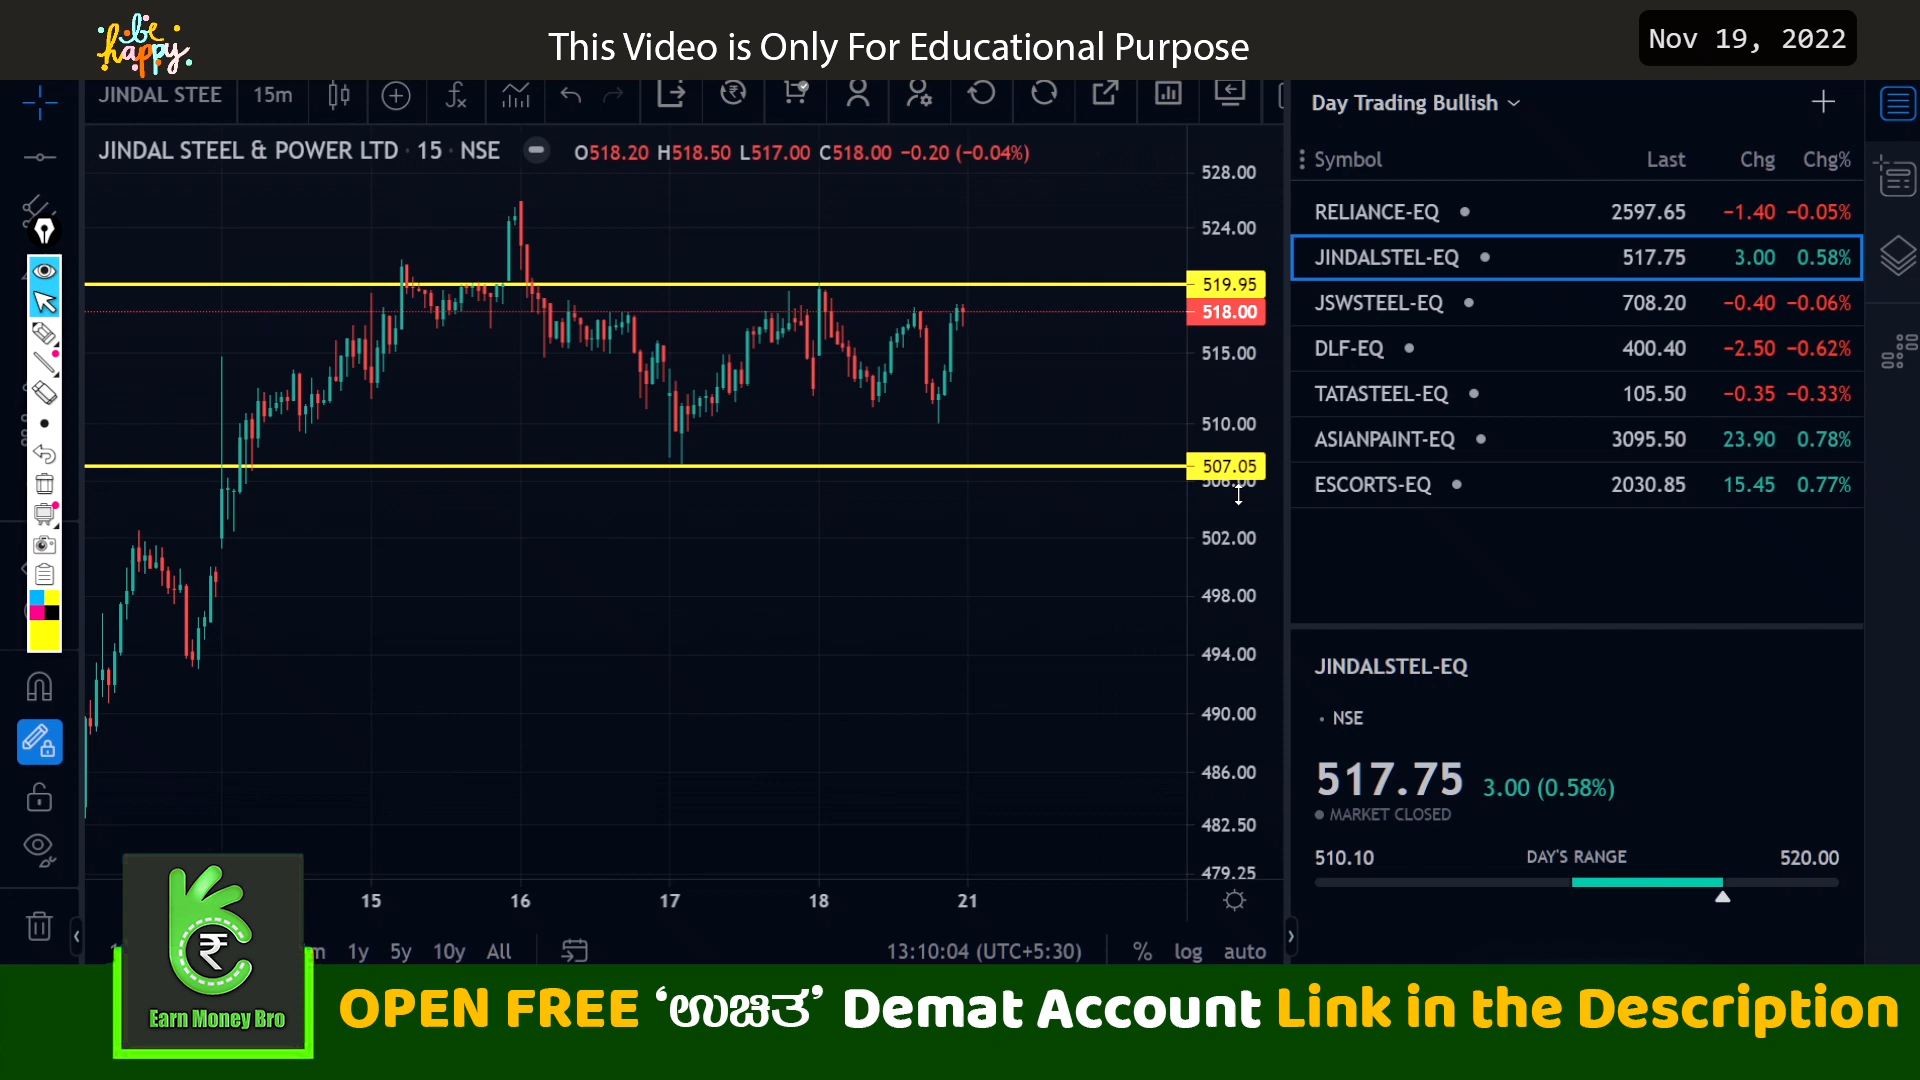 be happy
This Video is Only For Educational Purpose
Nov 19, 2022
JINDAL STEE
15m
Day Trading Bullish
JINDAL STEEL & POWER LTD · 15 · NSE
O518.20 H518.50 L517.00 C518.00 −0.20 (−0.04%)
Symbol Last Chg Chg%
RELIANCE-EQ 2597.65 −1.40 −0.05%
JINDALSTEL-EQ 517.75 3.00 0.58%
JSWSTEEL-EQ 708.20 −0.40 −0.06%
DLF-EQ 400.40 −2.50 −0.62%
TATASTEEL-EQ 105.50 −0.35 −0.33%
ASIANPAINT-EQ 3095.50 23.90 0.78%
ESCORTS-EQ 2030.85 15.45 0.77%
528.00
524.00
519.95
518.00
515.00
510.00
507.05
502.00
498.00
494.00
490.00
486.00
482.50
479.25
JINDALSTEL-EQ
· NSE
517.75 3.00 (0.58%)
MARKET CLOSED
510.10 DAY'S RANGE 520.00
15 16 17 18 21
1y 5y 10y All
13:10:04 (UTC+5:30)
% log auto
₹
Earn Money Bro
OPEN FREE ‘ಉಚಿತ’ Demat Account Link in the Description